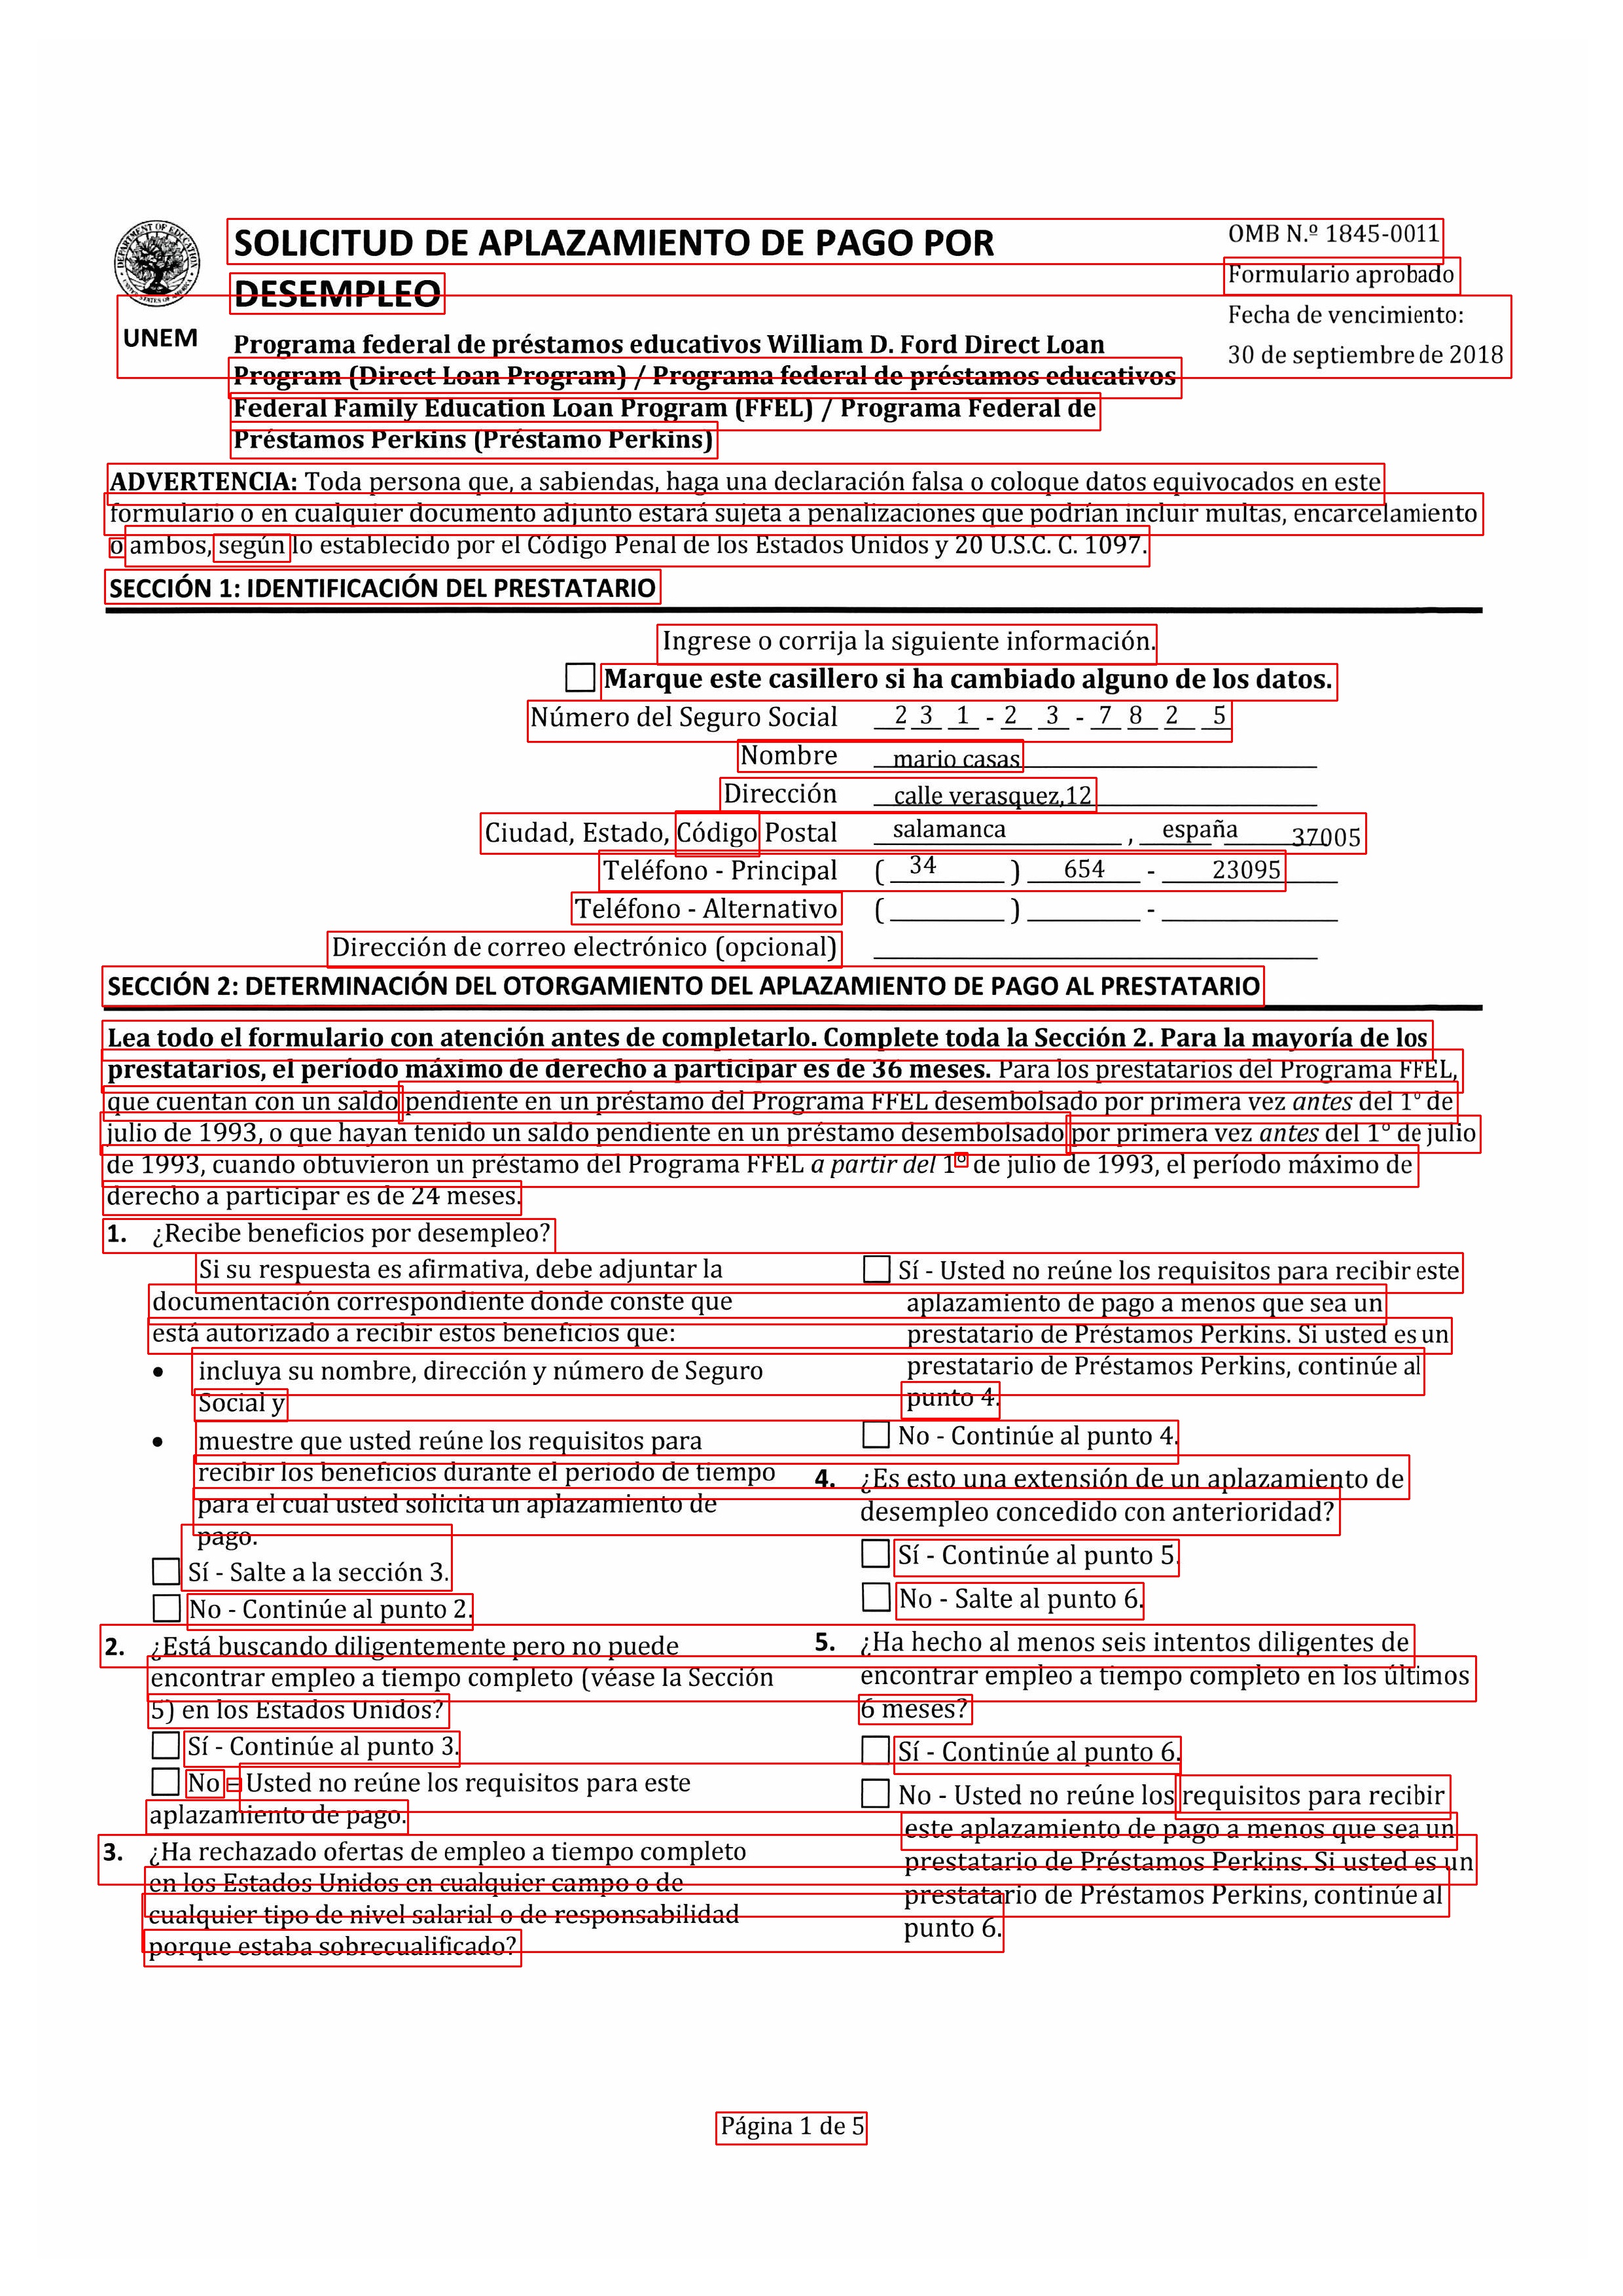 SOLICITUD DE APLAZAMIENTO DE PAGO POR
DESEMPLEO
OMB N.º 1845-0011
Formulario aprobado
Fecha de vencimiento:
30 de septiembre de 2018
DEPARTMENT OF EDUCATION
UNITED STATES OF AMERICA
UNEM
Programa federal de préstamos educativos William D. Ford Direct Loan
Program (Direct Loan Program) / Programa federal de préstamos educativos
Federal Family Education Loan Program (FFEL) / Programa Federal de
Préstamos Perkins (Préstamo Perkins)
ADVERTENCIA: Toda persona que, a sabiendas, haga una declaración falsa o coloque datos equivocados en este
formulario o en cualquier documento adjunto estará sujeta a penalizaciones que podrían incluir multas, encarcelamiento
o ambos, según lo establecido por el Código Penal de los Estados Unidos y 20 U.S.C. C. 1097.
SECCIÓN 1: IDENTIFICACIÓN DEL PRESTATARIO
Ingrese o corrija la siguiente información.
Marque este casillero si ha cambiado alguno de los datos.
Número del Seguro Social 2 3 1 - 2 3 - 7 8 2 5
Nombre mario casas
Dirección calle verasquez,12
Ciudad, Estado, Código Postal salamanca , españa 37005
Teléfono - Principal ( 34 ) 654 - 23095
Teléfono - Alternativo ( ) -
Dirección de correo electrónico (opcional)
SECCIÓN 2: DETERMINACIÓN DEL OTORGAMIENTO DEL APLAZAMIENTO DE PAGO AL PRESTATARIO
Lea todo el formulario con atención antes de completarlo. Complete toda la Sección 2. Para la mayoría de los
prestatarios, el período máximo de derecho a participar es de 36 meses. Para los prestatarios del Programa FFEL,
que cuentan con un saldo pendiente en un préstamo del Programa FFEL desembolsado por primera vez antes del 1º de
julio de 1993, o que hayan tenido un saldo pendiente en un préstamo desembolsado por primera vez antes del 1° de julio
de 1993, cuando obtuvieron un préstamo del Programa FFEL a partir del 1º de julio de 1993, el período máximo de
derecho a participar es de 24 meses.
1. ¿Recibe beneficios por desempleo?
Si su respuesta es afirmativa, debe adjuntar la
documentación correspondiente donde conste que
está autorizado a recibir estos beneficios que:
• incluya su nombre, dirección y número de Seguro
Social y
• muestre que usted reúne los requisitos para
recibir los beneficios durante el periodo de tiempo
para el cual usted solicita un aplazamiento de
pago.
Sí - Salte a la sección 3.
No - Continúe al punto 2.
2. ¿Está buscando diligentemente pero no puede
encontrar empleo a tiempo completo (véase la Sección
5) en los Estados Unidos?
Sí - Continúe al punto 3.
No – Usted no reúne los requisitos para este
aplazamiento de pago.
3. ¿Ha rechazado ofertas de empleo a tiempo completo
en los Estados Unidos en cualquier campo o de
cualquier tipo de nivel salarial o de responsabilidad
porque estaba sobrecualificado?
Sí - Usted no reúne los requisitos para recibir este
aplazamiento de pago a menos que sea un
prestatario de Préstamos Perkins. Si usted es un
prestatario de Préstamos Perkins, continúe al
punto 4.
No - Continúe al punto 4.
4. ¿Es esto una extensión de un aplazamiento de
desempleo concedido con anterioridad?
Sí - Continúe al punto 5.
No - Salte al punto 6.
5. ¿Ha hecho al menos seis intentos diligentes de
encontrar empleo a tiempo completo en los últimos
6 meses?
Sí - Continúe al punto 6.
No - Usted no reúne los requisitos para recibir
este aplazamiento de pago a menos que sea un
prestatario de Préstamos Perkins. Si usted es un
prestatario de Préstamos Perkins, continúe al
punto 6.
Página 1 de 5